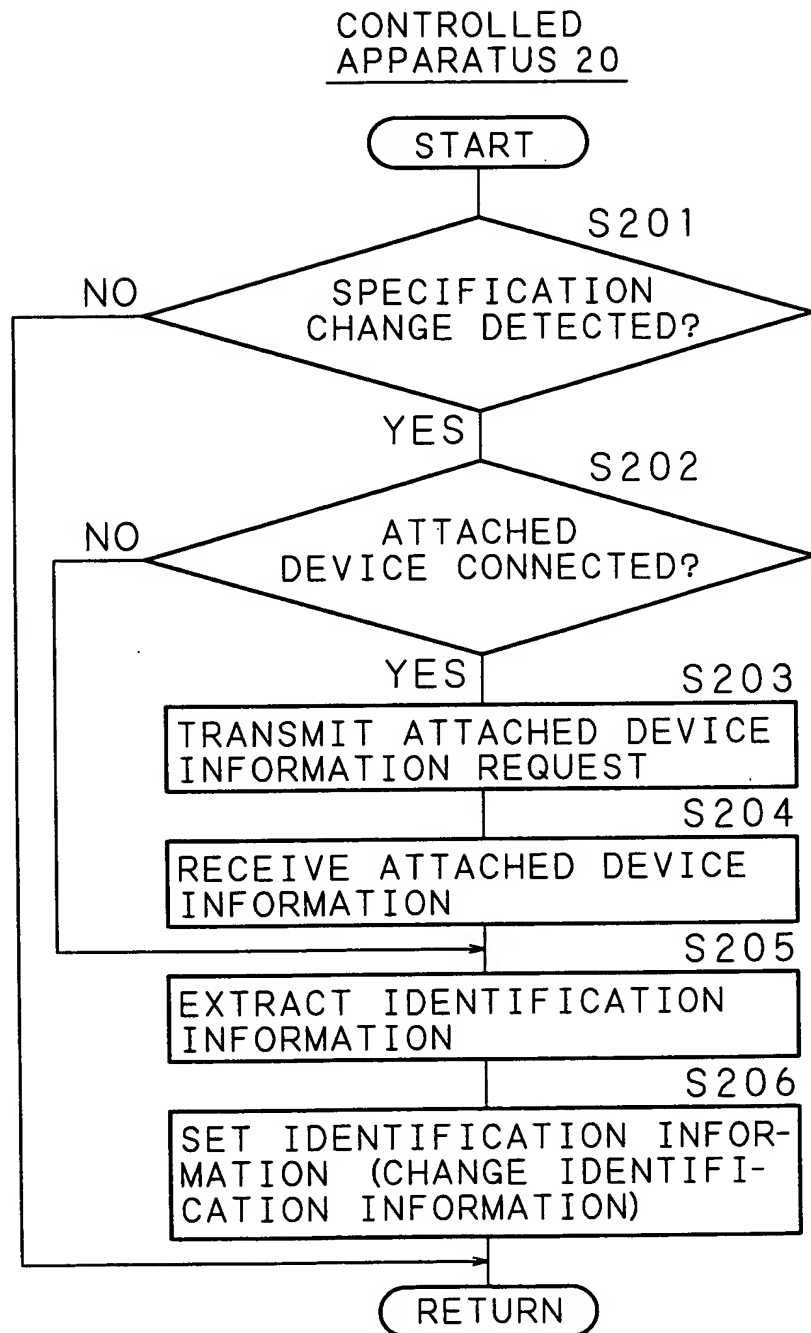 CONTROLLED
APPARATUS 20
START
S201
NO
SPECIFICATION
CHANGE DETECTED?
YES
S202
NO
ATTACHED
DEVICE CONNECTED?
YES
S203
TRANSMIT ATTACHED DEVICE
INFORMATION REQUEST
S204
RECEIVE ATTACHED DEVICE
INFORMATION
S205
EXTRACT IDENTIFICATION
INFORMATION
S206
SET IDENTIFICATION INFOR-
MATION (CHANGE IDENTIFI-
CATION INFORMATION)
RETURN